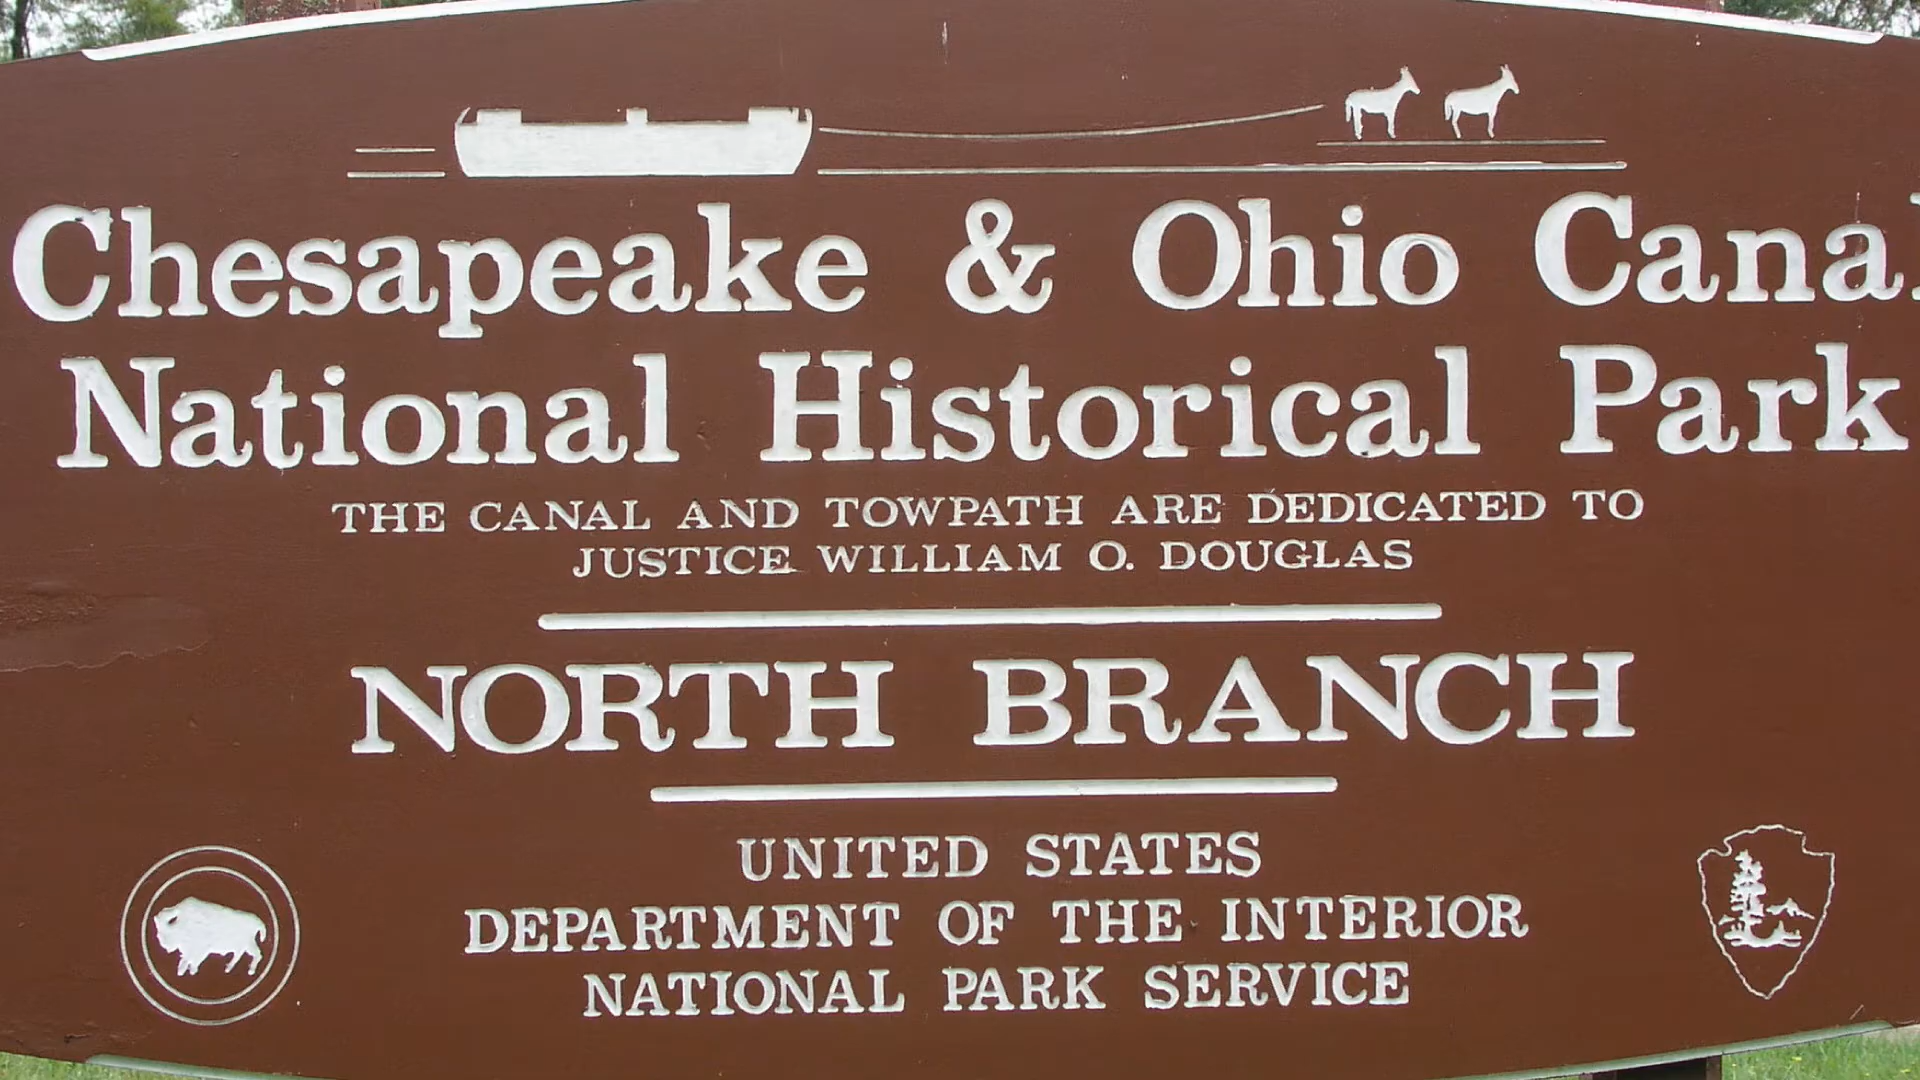 Chesapeake & Ohio Canal
National Historical Park
THE CANAL AND TOWPATH ARE DEDICATED TO
JUSTICE WILLIAM O. DOUGLAS
NORTH BRANCH
UNITED STATES
DEPARTMENT OF THE INTERIOR
NATIONAL PARK SERVICE